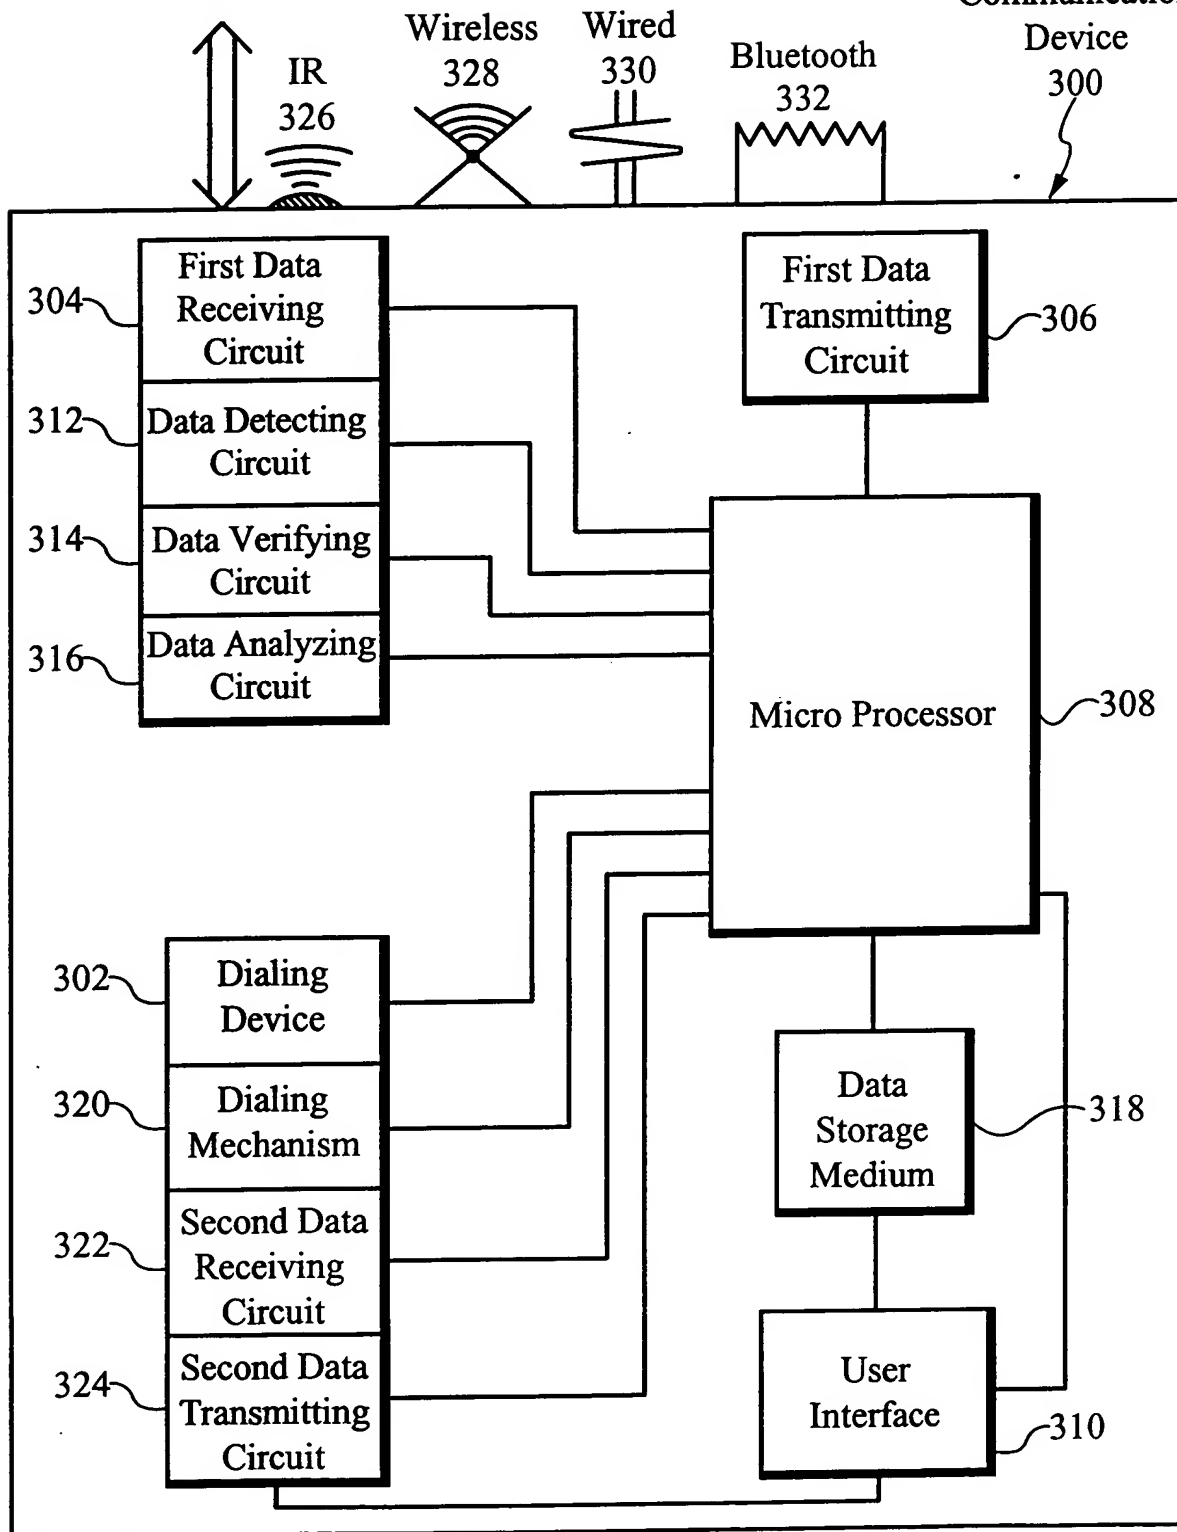 Communication
Device
300
Wireless
328
Wired
330
Bluetooth
332
IR
326
First Data
Receiving
Circuit
304
Data Detecting
Circuit
312
Data Verifying
Circuit
314
Data Analyzing
Circuit
316
First Data
Transmitting
Circuit
306
Micro Processor
308
Dialing
Device
302
Dialing
Mechanism
320
Second Data
Receiving
Circuit
322
Second Data
Transmitting
Circuit
324
Data
Storage
Medium
318
User
Interface
310